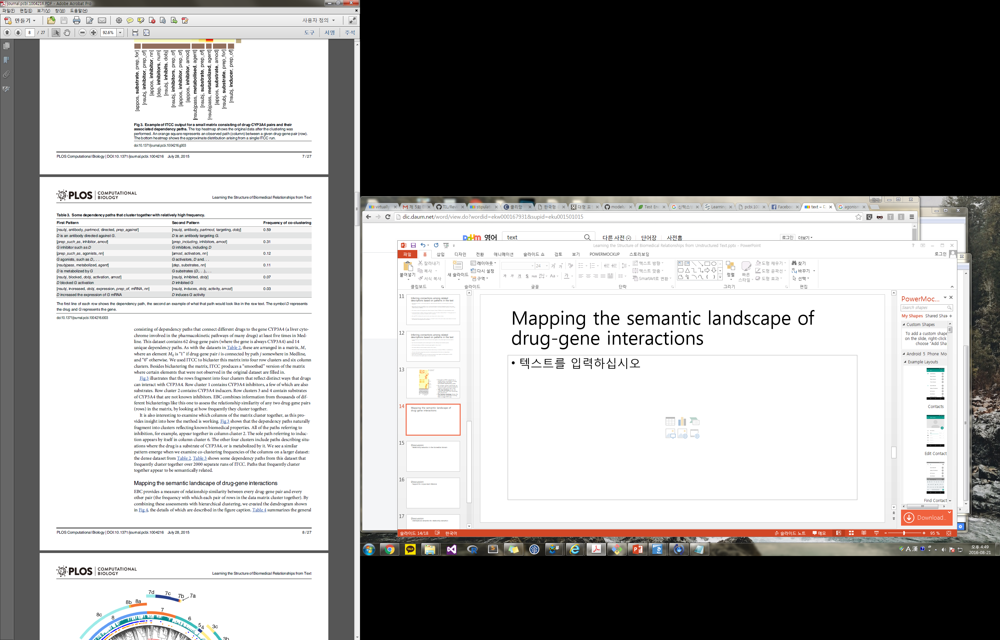 journal.pcbi.1004216.PDF - Adobe Acrobat Pro
파일(F) 편집(E) 보기(V) 창(W) 도움말(H)
만들기
사용자 정의
8 / 27
92.6%
도구 서명 주석
[appos, substrate, prep_for]
[nsubj, inhibitor, prep_of]
[appos, inhibitor, nn]
[dep, inhibitors, num]
[nsubj, inhibits, dobj]
[nsubj, inhibitors, prep_of]
[appos, inhibitor, prep_of]
[appos, inhibitor, amod]
[nsubjpass, metabolised, agent]
[nsubj, substrate, prep_of]
[nsubjpass, metabolized, agent]
[appos, substrate, amod]
[nsubj, substrate, prep_for]
[nsubj, inducer, prep_of]
Fig 3. Example of ITCC output for a small matrix consisting of drug-CYP3A4 pairs and their
associated dependency paths. The top heatmap shows the original data after the clustering was
performed. An orange square represents an observed path (column) between a given drug-gene pair (row).
The bottom heatmap shows the approximate distribution arising from a single ITCC run.
doi:10.1371/journal.pcbi.1004216.g003
PLOS Computational Biology | DOI:10.1371/journal.pcbi.1004216 July 28, 2015 7 / 27
PLOS COMPUTATIONAL BIOLOGY
Learning the Structure of Biomedical Relationships from Text
Table 3. Some dependency paths that cluster together with relatively high frequency.
First Pattern Second Pattern Frequency of co-clustering
[nsubj, antibody, partmod, directed, prep_against] [nsubj, antibody, partmod, targeting, dobj] 0.59
D is an antibody directed against G. D is an antibody targeting G.
[prep_such_as, inhibitor, amod] [prep_including, inhibitors, amod] 0.31
G inhibitor such as D G inhibitors, including D
[prep_such_as, agonists, nn] [amod, activators, nn] 0.12
G agonists, such as D,. . . G activators, D and. . .
[nsubjpass, metabolized, agent] [dep, substrates, nn] 0.11
D is metabolized by G G substrates (D,. . .),. . .
[nsubj, blocked, dobj, activation, amod] [nsubj, inhibited, dobj] 0.07
D blocked G activation D inhibited G
[nsubj, increased, dobj, expression, prep_of, mRNA, nn] [nsubj, induces, dobj, activity, amod] 0.03
D increased the expression of G mRNA D induces G activity
The first line of each row shows the dependency path, the second an example of what that path would look like in the raw text. The symbol D represents
the drug and G represents the gene.
doi:10.1371/journal.pcbi.1004216.t003
consisting of dependency paths that connect different drugs to the gene CYP3A4 (a liver cyto-
chrome involved in the pharmacokinetic pathways of many drugs) at least five times in Med-
line. This dataset contains 62 drug-gene pairs (where the gene is always CYP3A4) and 14
unique dependency paths. As with the datasets in Table 2, these are arranged in a matrix, M,
where an element Mij is “1” if drug-gene pair i is connected by path j somewhere in Medline,
and “0” otherwise. We used ITCC to bicluster this matrix into four row clusters and six column
clusters. Besides biclustering the matrix, ITCC produces a “smoothed” version of the matrix
where certain elements that were not observed in the original dataset are filled in.
Fig 3 illustrates that the rows fragment into four clusters that reflect distinct ways that drugs
can interact with CYP3A4. Row cluster 1 contains CYP3A4 inhibitors, a few of which are also
substrates. Row cluster 2 contains CYP3A4 inducers. Row clusters 3 and 4 contain substrates
of CYP3A4 that are not known inhibitors. EBC combines information from thousands of dif-
ferent biclusterings like this one to assess the relationship similarity of any two drug-gene pairs
(rows) in the matrix, by looking at how frequently they cluster together.
It is also interesting to examine which columns of the matrix cluster together, as this pro-
vides insight into how the method is working. Fig 3 shows that the dependency paths naturally
fragment into clusters reflecting known biomedical properties. All of the paths referring to
inhibition, for example, appear together in column cluster 2. The sole path referring to induc-
tion appears by itself in column cluster 6. The other four clusters include paths describing situ-
ations where the drug is a substrate of CYP3A4, or is metabolized by it. We see a similar
pattern emerge when we examine co-clustering frequencies of the columns on a larger dataset:
the dense dataset from Table 2. Table 3 shows some dependency paths from this dataset that
frequently cluster together over 2000 separate runs of ITCC. Paths that frequently cluster
together appear to be semantically related.
Mapping the semantic landscape of drug-gene interactions
EBC provides a measure of relationship similarity between every drug-gene pair and every
other pair (the frequency with which each pair of rows in the data matrix cluster together). By
combining these assessments with hierarchical clustering, we created the dendrogram shown
in Fig 4, the details of which are described in the figure caption. Table 4 summarizes the general
PLOS Computational Biology | DOI:10.1371/journal.pcbi.1004216 July 28, 2015 8 / 27
PLOS COMPUTATIONAL BIOLOGY
Learning the Structure of Biomedical Relationships from Text
7d 7c 7b 7a
8b 8a
8c 8 7 6 5 4 3c 3b
virtually 제 5회 TIL/Revi stipulati 클리앙 한국형 대형 포 models Test Enc 신택스 Learning pcbi.100 Faceboo text – D agonism
민석
dic.daum.net/word/view.do?wordid=ekw000167931&supid=eku001501015
Daum 영어 text 다른 사전 단어장 사전홈 로그인 더보기
Learning the Structure of Biomedical Relationships from Unstructured Text.pptx - PowerPoint
파일 홈 삽입 디자인 전환 애니메이션 슬라이드 쇼 검토 보기 POWERMOCKUP 스토리보딩 로그인
붙여넣기 잘라내기 복사 서식 복사 클립보드
새 슬라이드 레이아웃 다시 설정 구역 슬라이드
24 글꼴
텍스트 방향 텍스트 맞춤 SmartArt로 변환 단락
정렬 빠른 스타일 도형 채우기 도형 윤곽선 도형 효과 그리기
찾기 바꾸기 선택 편집
11
Inferring connections among related
descriptions based on patterns in the text
12
Inferring connections among related
descriptions based on patterns in the text
13
14
Mapping the semantic landscape of
drug-gene interactions
15
Disscussion
Relationship extraction in the biomedical domain
16
Disscussion
17
Disscussion
Mapping the semantic landscape of
drug-gene interactions
• 텍스트를 입력하십시오
PowerMoc...
Search shapes
My Shapes Shared Sha
Custom Shapes
To add a custom shape
on the slide, right-click
choose "Add Sha
Android 5 Phone Mo
Example Layouts
Contacts
Edit Contact
Find Contact
Download..
슬라이드 14/18 한국어 슬라이드 노트 메모 95 %
TALK
A 漢
오후 4:49
2016-08-21